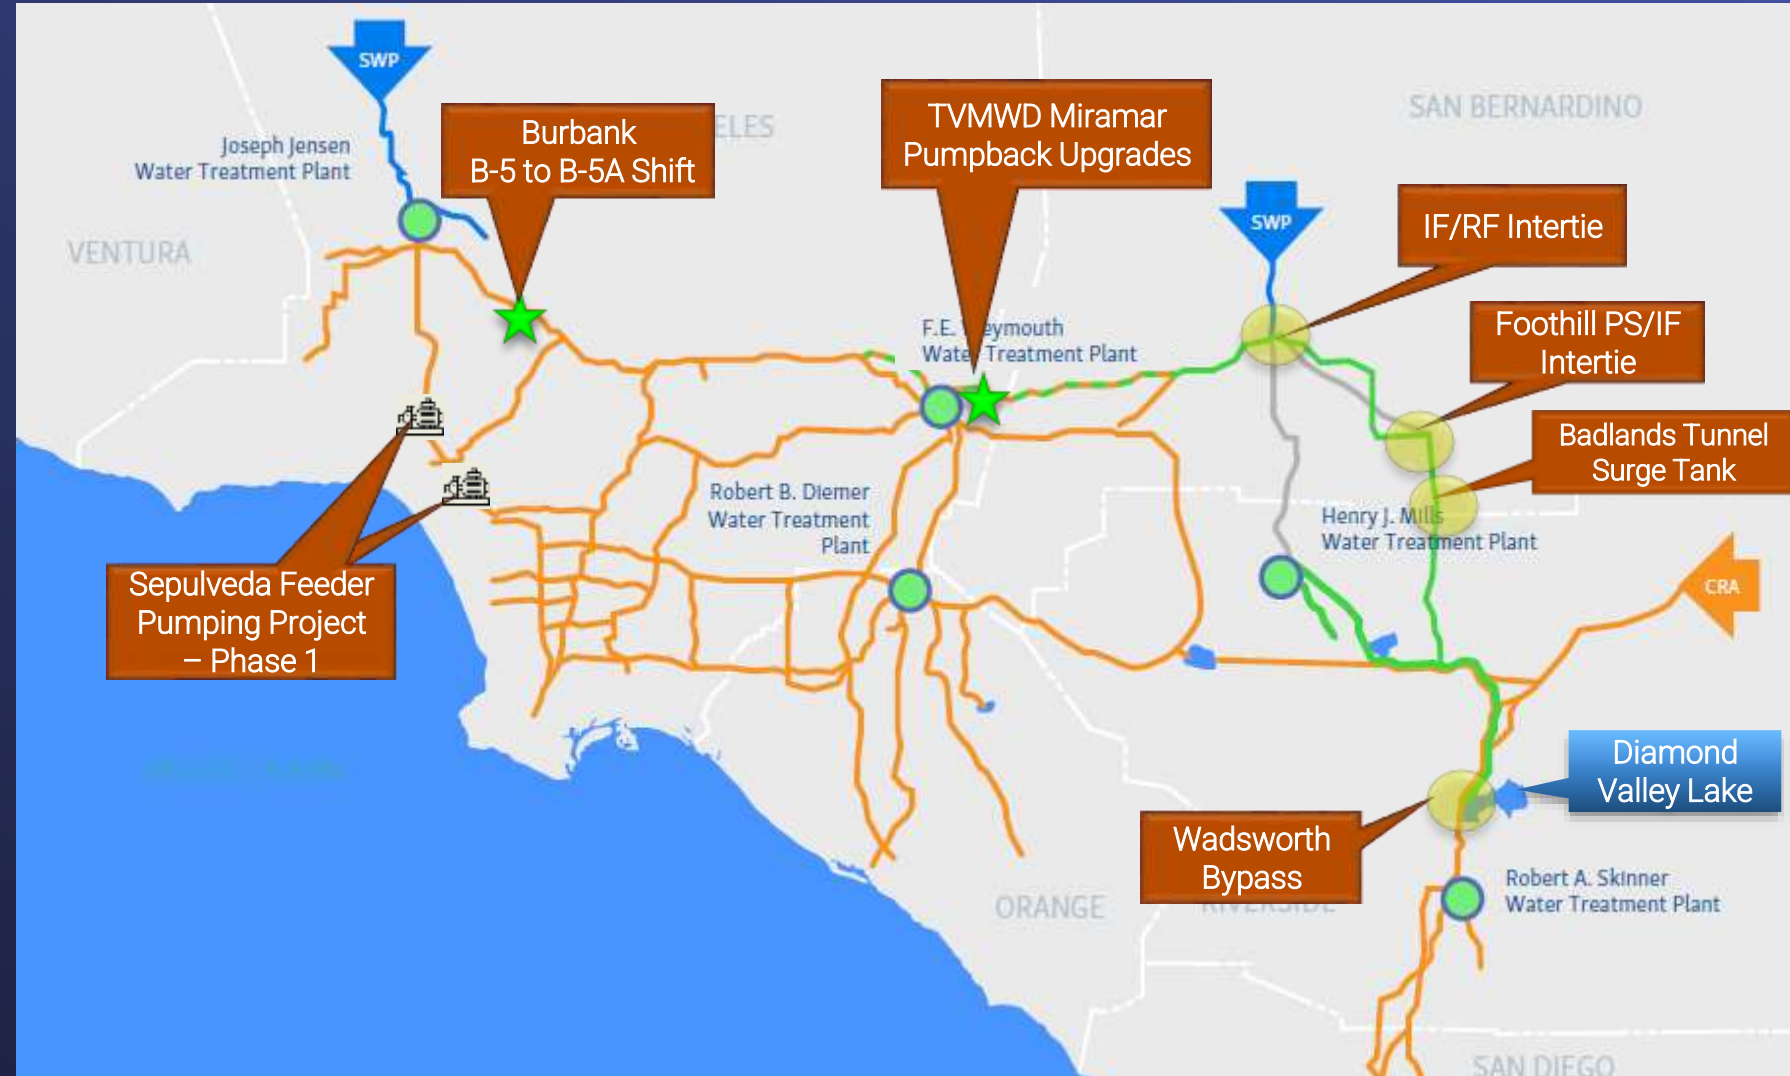 SWP
Joseph Jensen
Water Treatment Plant
Burbank
B-5 to B-5A Shift
ELES
TVMWD Miramar
Pumpback Upgrades
SAN BERNARDINO
VENTURA
SWP
IF/RF Intertie
F.E. eymouth
Wate Treatment Plant
Foothill PS/IF
Intertie
Badlands Tunnel
Surge Tank
Robert B. Diemer
Water Treatment
Plant
Henry J. Mills
Water Treatment Plant
Sepulveda Feeder
Pumping Project
– Phase 1
CRA
Diamond
Valley Lake
Wadsworth
Bypass
Robert A. Skinner
Water Treatment Plant
ORANGE
RIVERSIDE
SAN DIEGO